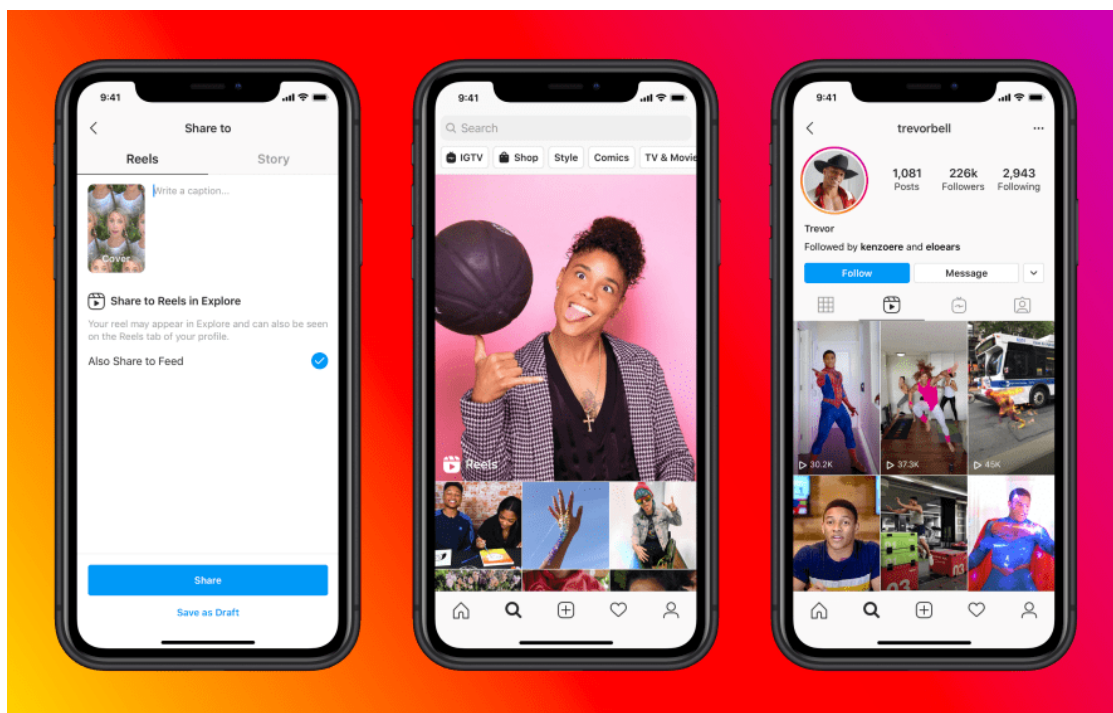 9:41
Share to
Reels
Story
Write a caption...
Cover
Share to Reels in Explore
Your reel may appear in Explore and can also be seen
on the Reels tab of your profile.
Also Share to Feed
Share
Save as Draft
9:41
Search
IGTV
Shop
Style
Comics
TV & Movie
Reels
9:41
trevorbell
1,081
Posts
226k
Followers
2,943
Following
Trevor
Followed by kenzoere and eloears
Follow
Message
30.2K
37.3K
45K
03
03